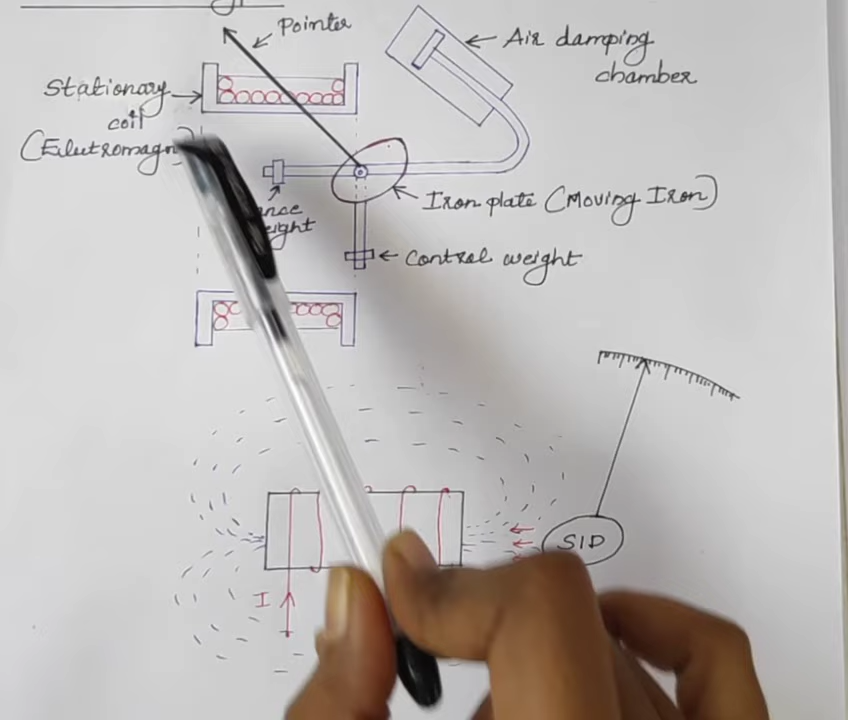 Pointer
Air damping
chamber
Stationary
coil
Iron plate (Moving Iron)
Control weight
I
SID